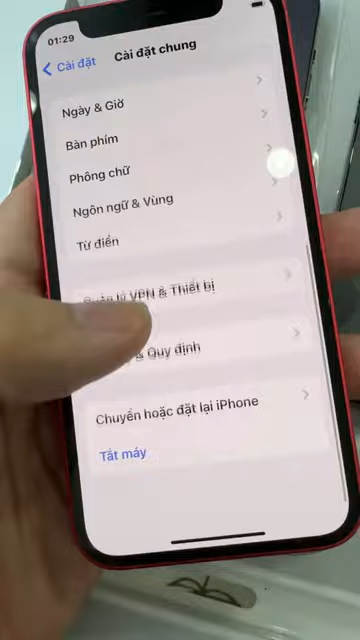 01:29
Cài đặt
Cài đặt chung
Ngày & Giờ
Bàn phím
Phông chữ
Ngôn ngữ & Vùng
Từ điển
Quản lý VPN & Thiết bị
& Quy định
Chuyển hoặc đặt lại iPhone
Tắt máy